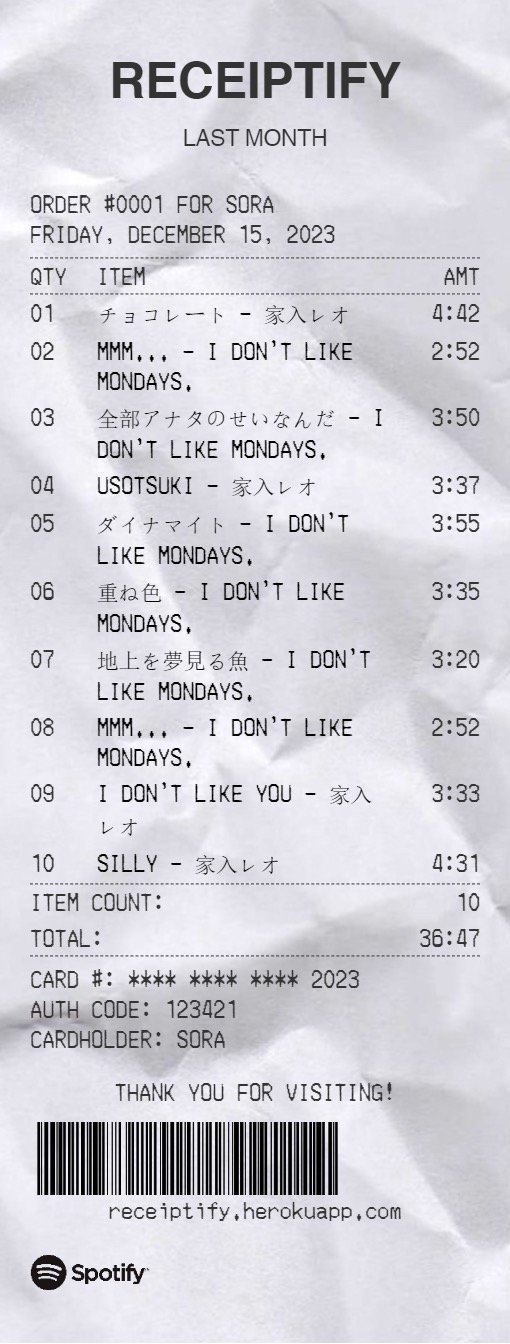 RECEIPTIFY
LAST MONTH
ORDER #0001 FOR SORA
FRIDAY, DECEMBER 15, 2023
QTY ITEM AMT
01 チョコレート - 家入レオ 4:42
02 MMM... - I DON'T LIKE 2:52
MONDAYS.
03 全部アナタのせいなんだ - I 3:50
DON'T LIKE MONDAYS.
04 USOTSUKI - 家入レオ 3:37
05 ダイナマイト - I DON'T 3:55
LIKE MONDAYS.
06 重ね色 - I DON'T LIKE 3:35
MONDAYS.
07 地上を夢見る魚 - I DON'T 3:20
LIKE MONDAYS.
08 MMM... - I DON'T LIKE 2:52
MONDAYS.
09 I DON'T LIKE YOU - 家入 3:33
レオ
10 SILLY - 家入レオ 4:31
ITEM COUNT: 10
TOTAL: 36:47
CARD #: **** **** **** 2023
AUTH CODE: 123421
CARDHOLDER: SORA
THANK YOU FOR VISITING!
receiptify.herokuapp.com
Spotify